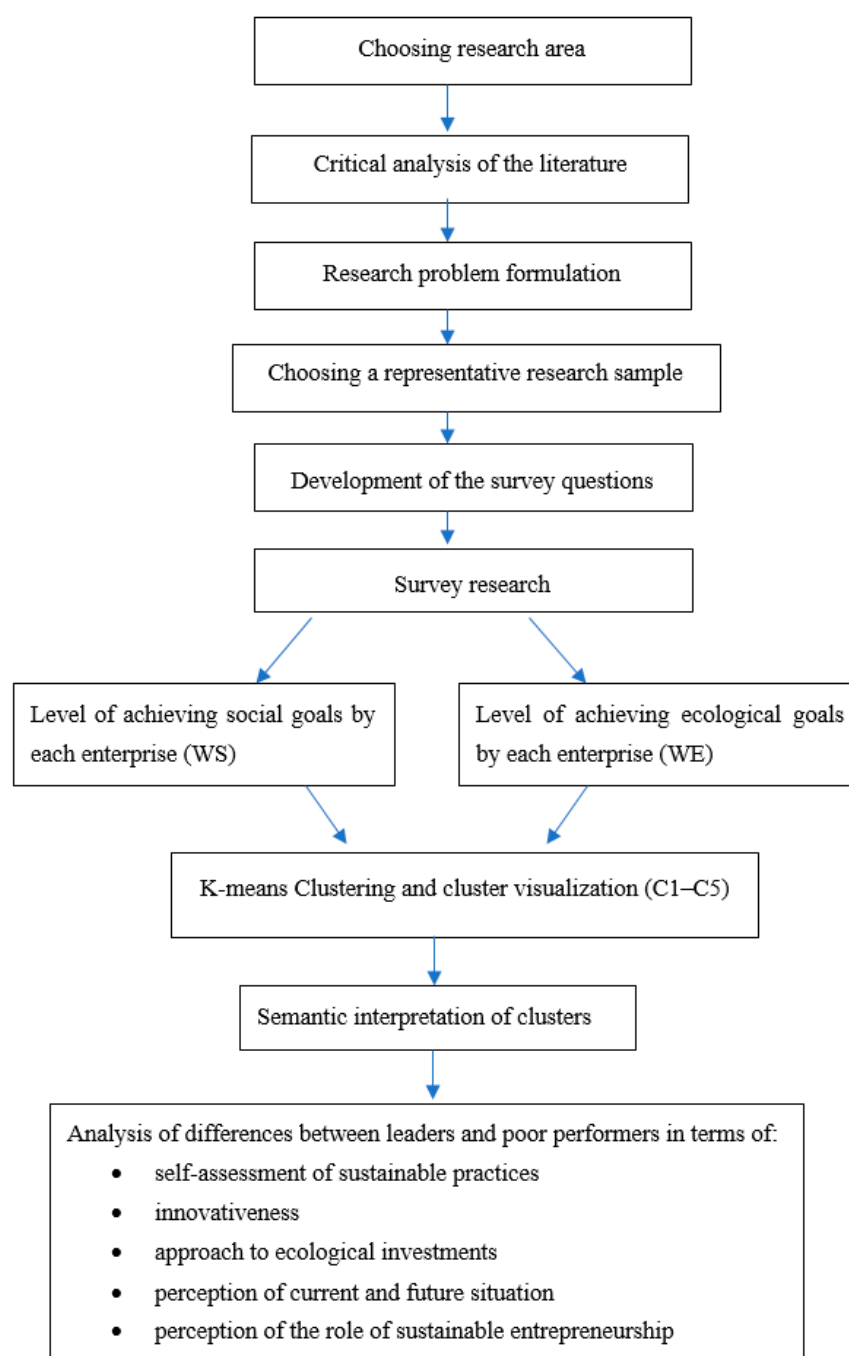 Choosing research area
Critical analysis of the literature
Research problem formulation
Choosing a representative research sample
Development of the survey questions
Survey research
Level of achieving social goals by
each enterprise (WS)
Level of achieving ecological goals
by each enterprise (WE)
K-means Clustering and cluster visualization (C1–C5)
Semantic interpretation of clusters
Analysis of differences between leaders and poor performers in terms of:
• self-assessment of sustainable practices
• innovativeness
• approach to ecological investments
• perception of current and future situation
• perception of the role of sustainable entrepreneurship